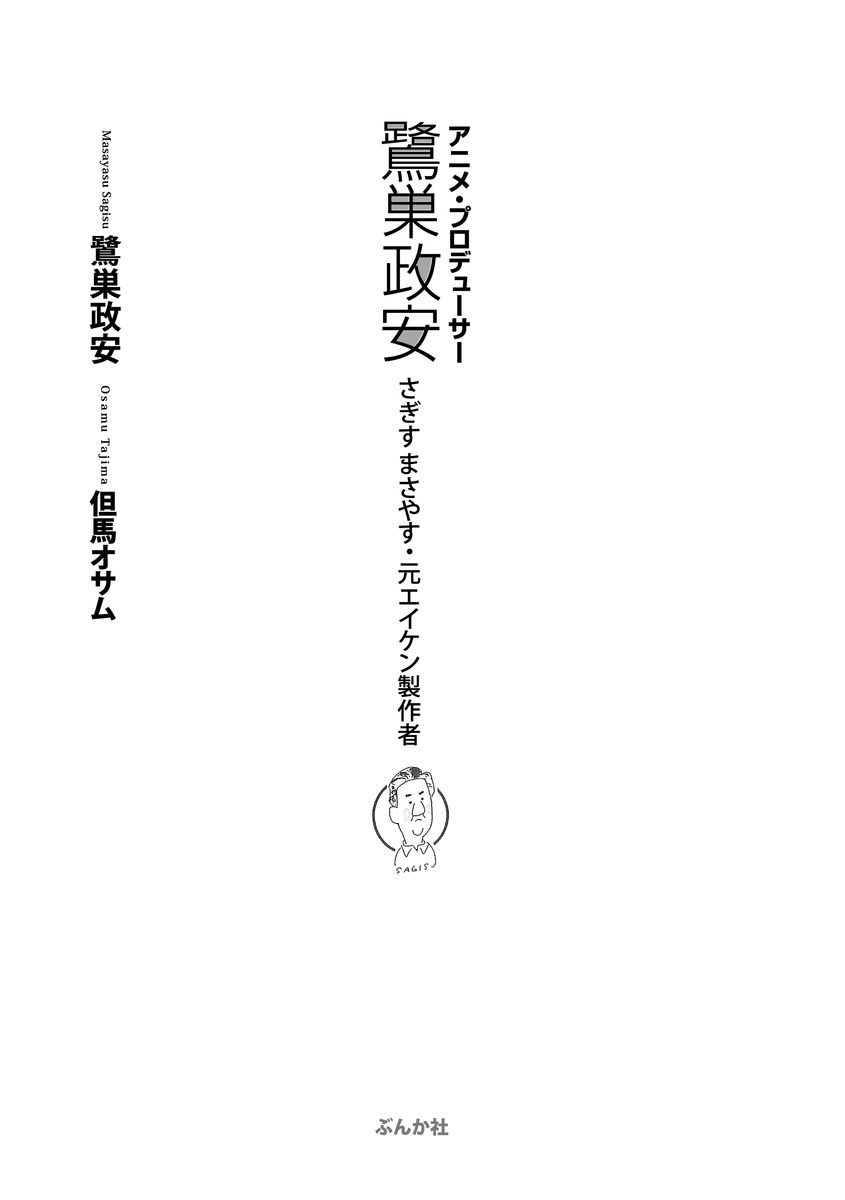 アニメ・プロデューサー
鷺巣政安
さぎす まさやす・元エイケン製作者
SAGIS
Masayasu Sagisu 鷺巣政安
Osamu Tajima 但馬オサム
ぶんか社